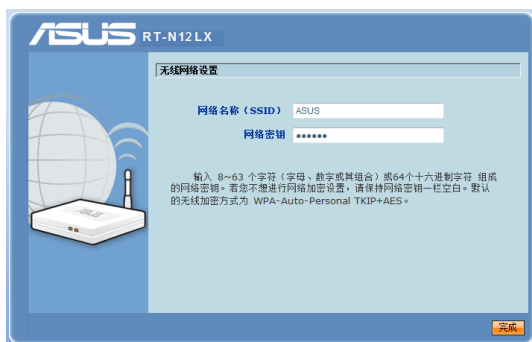 ASUS RT-N12 LX
无线网络设置
网络名称（SSID） ASUS
网络密钥 ••••••
输入 8~63 个字符（字母、数字或其组合）或64个十六进制字符 组成
的网络密钥。若您不想进行网络加密设置，请保持网络密钥一栏空白。默认
的无线加密方式为 WPA-Auto-Personal TKIP+AES。
完成